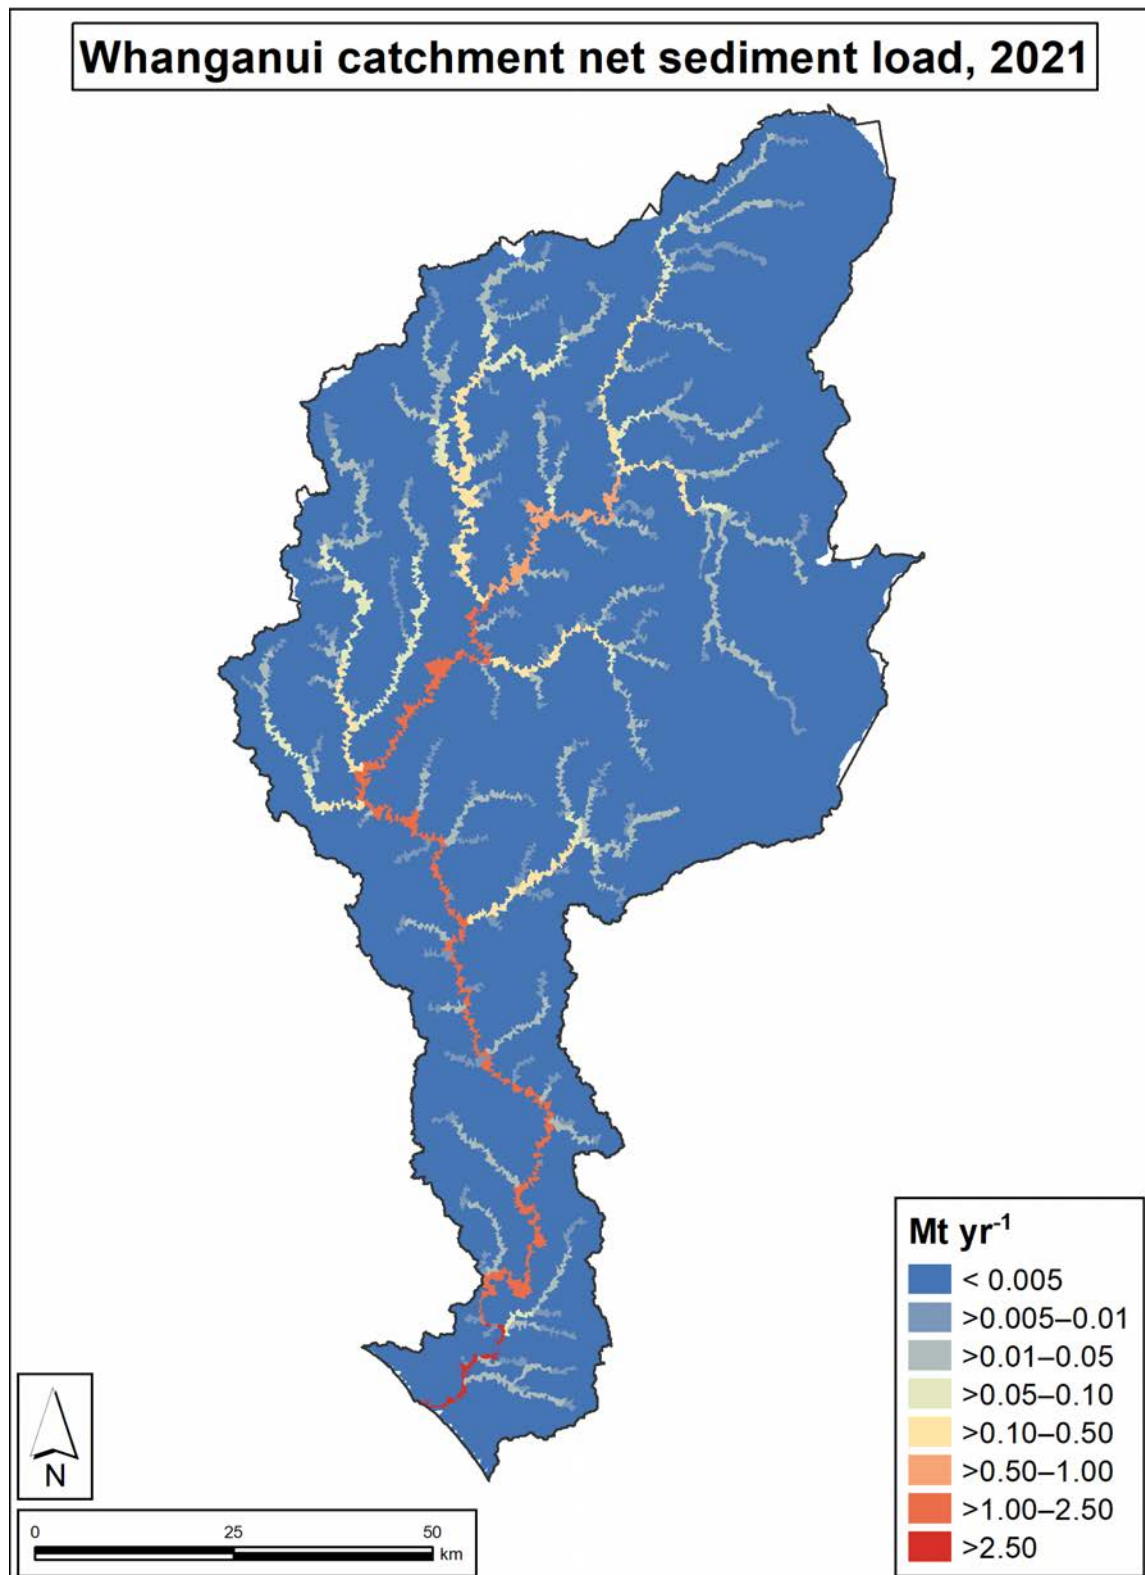 Whanganui catchment net sediment load, 2021
Mt yr⁻¹
< 0.005
>0.005–0.01
>0.01–0.05
>0.05–0.10
>0.10–0.50
>0.50–1.00
>1.00–2.50
>2.50
N
0 25 50
km